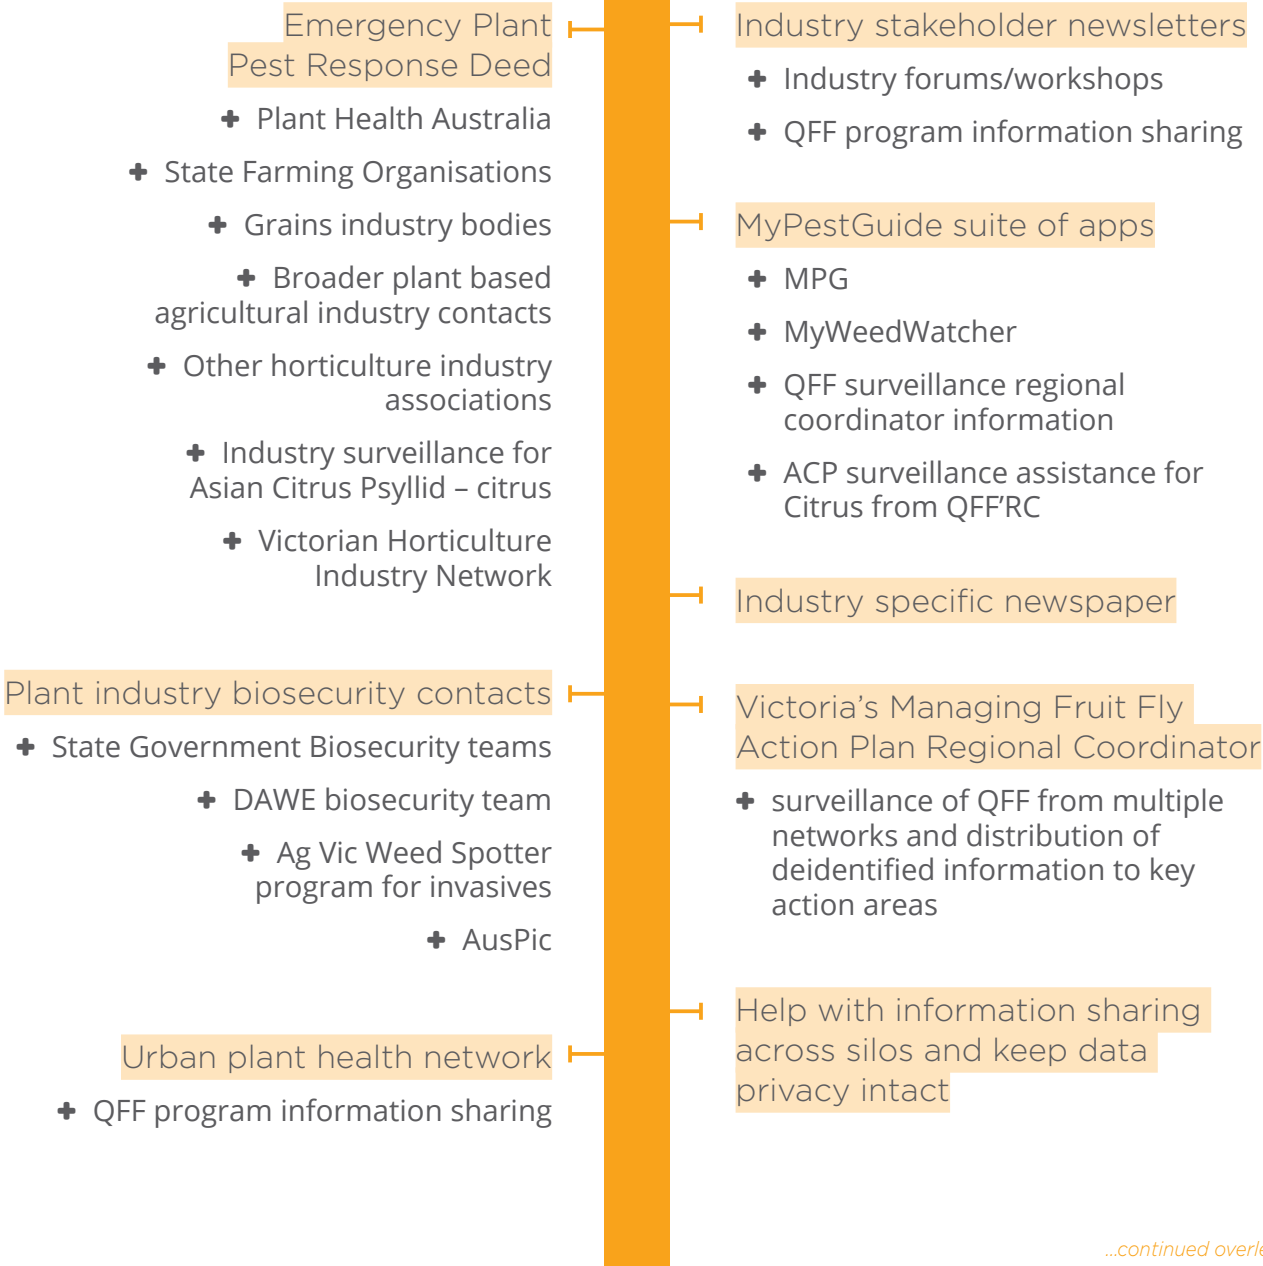 Emergency Plant
Pest Response Deed
+ Plant Health Australia
+ State Farming Organisations
+ Grains industry bodies
+ Broader plant based
agricultural industry contacts
+ Other horticulture industry
associations
+ Industry surveillance for
Asian Citrus Psyllid – citrus
+ Victorian Horticulture
Industry Network
Plant industry biosecurity contacts
+ State Government Biosecurity teams
+ DAWE biosecurity team
+ Ag Vic Weed Spotter
program for invasives
+ AusPic
Urban plant health network
+ QFF program information sharing
Industry stakeholder newsletters
+ Industry forums/workshops
+ QFF program information sharing
MyPestGuide suite of apps
+ MPG
+ MyWeedWatcher
+ QFF surveillance regional
coordinator information
+ ACP surveillance assistance for
Citrus from QFF’RC
Industry specific newspaper
Victoria’s Managing Fruit Fly
Action Plan Regional Coordinator
+ surveillance of QFF from multiple
networks and distribution of
deidentified information to key
action areas
Help with information sharing
across silos and keep data
privacy intact
...continued